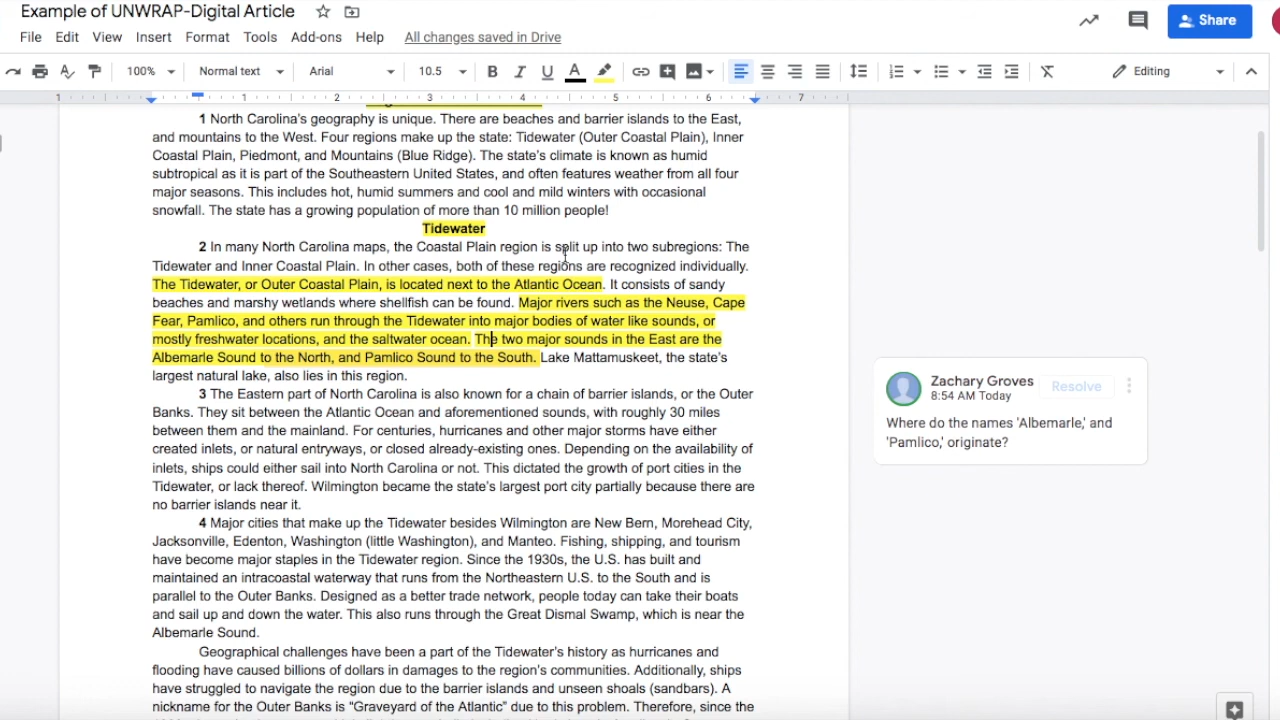 Example of UNWRAP-Digital Article
File Edit View Insert Format Tools Add-ons Help All changes saved in Drive
Share
100% Normal text Arial 10.5 B I U A Editing
1 1 2 3 4 5 6 7
1 North Carolina's geography is unique. There are beaches and barrier islands to the East,
and mountains to the West. Four regions make up the state: Tidewater (Outer Coastal Plain), Inner
Coastal Plain, Piedmont, and Mountains (Blue Ridge). The state's climate is known as humid
subtropical as it is part of the Southeastern United States, and often features weather from all four
major seasons. This includes hot, humid summers and cool and mild winters with occasional
snowfall. The state has a growing population of more than 10 million people!
Tidewater
2 In many North Carolina maps, the Coastal Plain region is split up into two subregions: The
Tidewater and Inner Coastal Plain. In other cases, both of these regions are recognized individually.
The Tidewater, or Outer Coastal Plain, is located next to the Atlantic Ocean. It consists of sandy
beaches and marshy wetlands where shellfish can be found. Major rivers such as the Neuse, Cape
Fear, Pamlico, and others run through the Tidewater into major bodies of water like sounds, or
mostly freshwater locations, and the saltwater ocean. The two major sounds in the East are the
Albemarle Sound to the North, and Pamlico Sound to the South. Lake Mattamuskeet, the state's
largest natural lake, also lies in this region.
3 The Eastern part of North Carolina is also known for a chain of barrier islands, or the Outer
Banks. They sit between the Atlantic Ocean and aforementioned sounds, with roughly 30 miles
between them and the mainland. For centuries, hurricanes and other major storms have either
created inlets, or natural entryways, or closed already-existing ones. Depending on the availability of
inlets, ships could either sail into North Carolina or not. This dictated the growth of port cities in the
Tidewater, or lack thereof. Wilmington became the state's largest port city partially because there are
no barrier islands near it.
4 Major cities that make up the Tidewater besides Wilmington are New Bern, Morehead City,
Jacksonville, Edenton, Washington (little Washington), and Manteo. Fishing, shipping, and tourism
have become major staples in the Tidewater region. Since the 1930s, the U.S. has built and
maintained an intracoastal waterway that runs from the Northeastern U.S. to the South and is
parallel to the Outer Banks. Designed as a better trade network, people today can take their boats
and sail up and down the water. This also runs through the Great Dismal Swamp, which is near the
Albemarle Sound.
Geographical challenges have been a part of the Tidewater's history as hurricanes and
flooding have caused billions of dollars in damages to the region's communities. Additionally, ships
have struggled to navigate the region due to the barrier islands and unseen shoals (sandbars). A
nickname for the Outer Banks is "Graveyard of the Atlantic" due to this problem. Therefore, since the
Zachary Groves
Resolve
8:54 AM Today
Where do the names 'Albemarle,' and
'Pamlico,' originate?